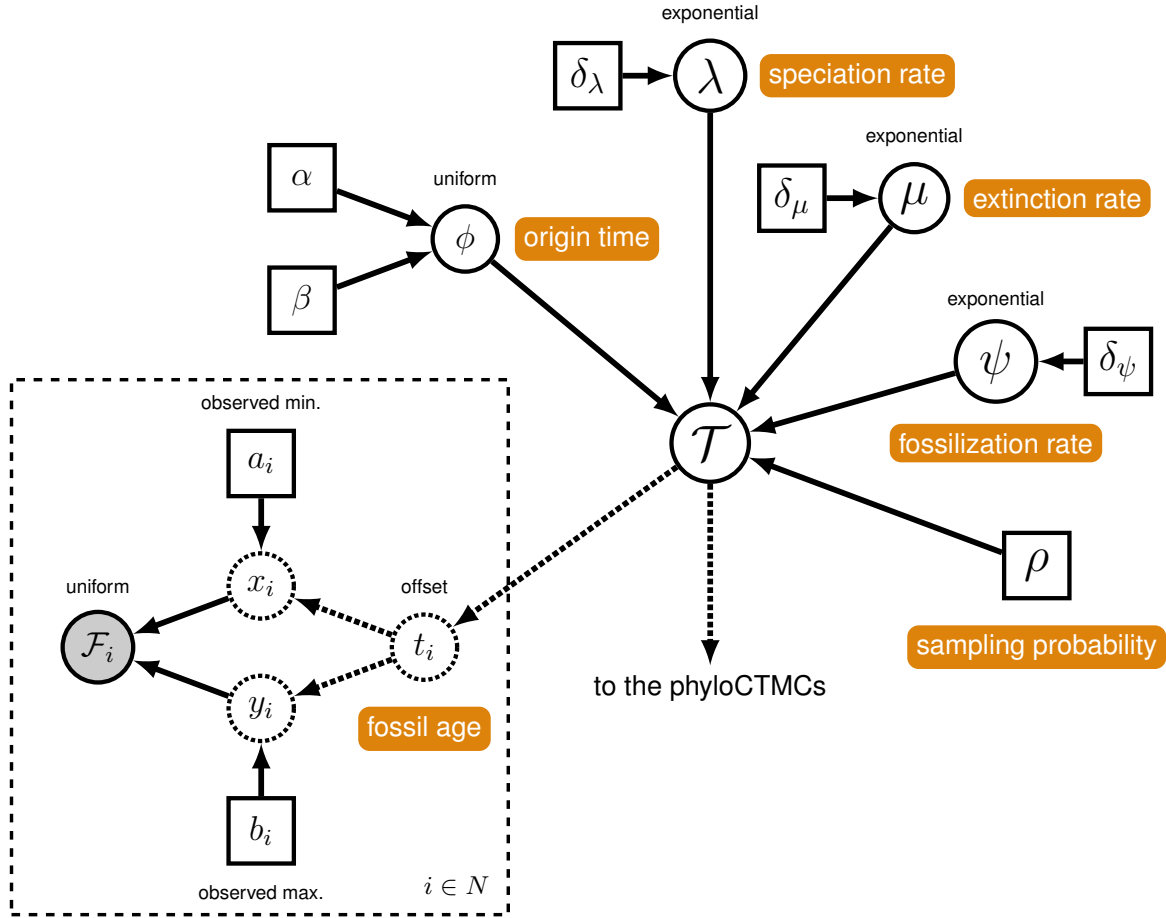 exponential
δ_λ
λ
speciation rate
exponential
α
uniform
δ_μ
μ
extinction rate
ϕ
origin time
β
exponential
ψ
δ_ψ
observed min.
𝒯
fossilization rate
a_i
ρ
uniform
x_i
offset
ℱ_i
t_i
sampling probability
to the phyloCTMCs
y_i
fossil age
b_i
observed max.
i ∈ N